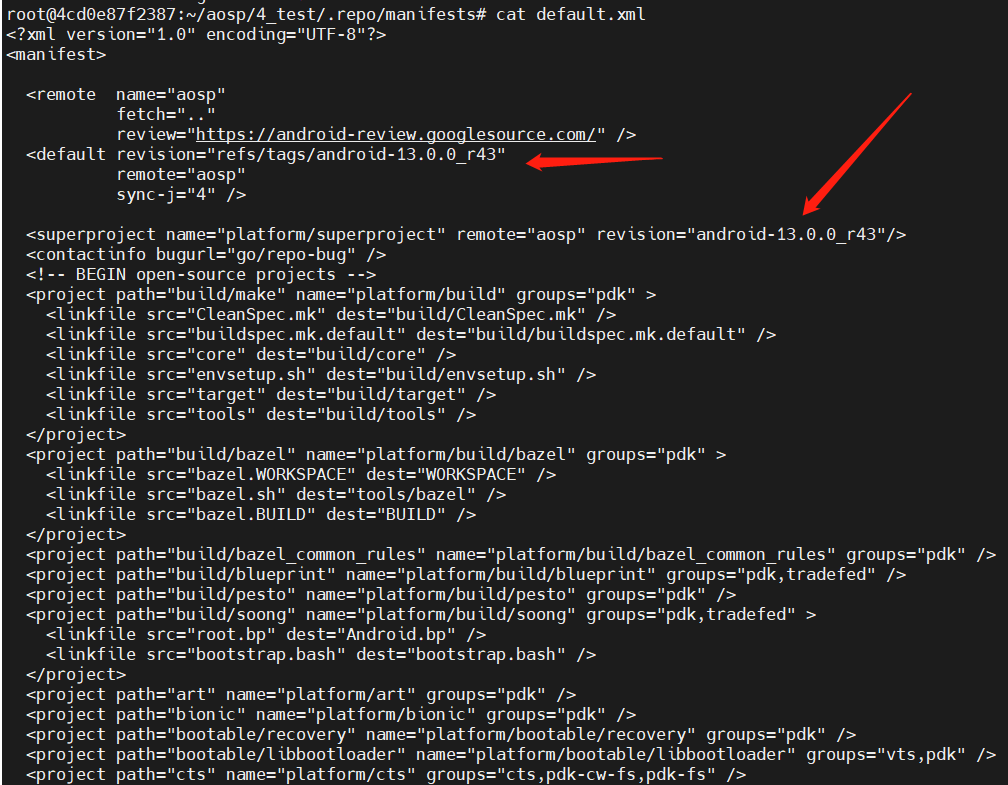 root@4cd0e87f2387:~/aosp/4_test/.repo/manifests# cat default.xml
<?xml version="1.0" encoding="UTF-8"?>
<manifest>
  <remote  name="aosp"
           fetch=".."
           review="https://android-review.googlesource.com/" />
  <default revision="refs/tags/android-13.0.0_r43"
           remote="aosp"
           sync-j="4" />
  <superproject name="platform/superproject" remote="aosp" revision="android-13.0.0_r43"/>
  <contactinfo bugurl="go/repo-bug" />
  <!-- BEGIN open-source projects -->
  <project path="build/make" name="platform/build" groups="pdk" >
    <linkfile src="CleanSpec.mk" dest="build/CleanSpec.mk" />
    <linkfile src="buildspec.mk.default" dest="build/buildspec.mk.default" />
    <linkfile src="core" dest="build/core" />
    <linkfile src="envsetup.sh" dest="build/envsetup.sh" />
    <linkfile src="target" dest="build/target" />
    <linkfile src="tools" dest="build/tools" />
  </project>
  <project path="build/bazel" name="platform/build/bazel" groups="pdk" >
    <linkfile src="bazel.WORKSPACE" dest="WORKSPACE" />
    <linkfile src="bazel.sh" dest="tools/bazel" />
    <linkfile src="bazel.BUILD" dest="BUILD" />
  </project>
  <project path="build/bazel_common_rules" name="platform/build/bazel_common_rules" groups="pdk" />
  <project path="build/blueprint" name="platform/build/blueprint" groups="pdk,tradefed" />
  <project path="build/pesto" name="platform/build/pesto" groups="pdk" />
  <project path="build/soong" name="platform/build/soong" groups="pdk,tradefed" >
    <linkfile src="root.bp" dest="Android.bp" />
    <linkfile src="bootstrap.bash" dest="bootstrap.bash" />
  </project>
  <project path="art" name="platform/art" groups="pdk" />
  <project path="bionic" name="platform/bionic" groups="pdk" />
  <project path="bootable/recovery" name="platform/bootable/recovery" groups="pdk" />
  <project path="bootable/libbootloader" name="platform/bootable/libbootloader" groups="vts,pdk" />
  <project path="cts" name="platform/cts" groups="cts,pdk-cw-fs,pdk-fs" />